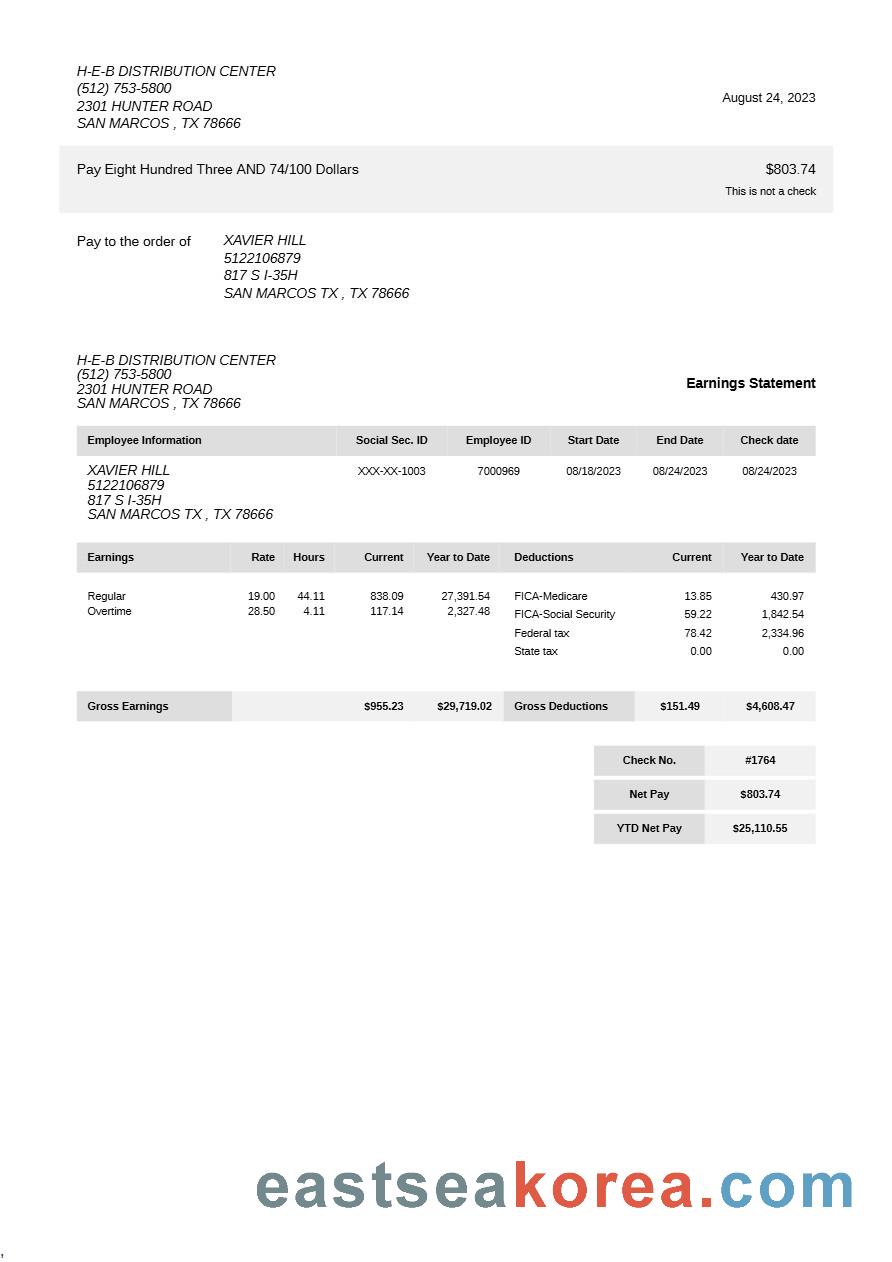 H-E-B DISTRIBUTION CENTER
(512) 753-5800
2301 HUNTER ROAD
SAN MARCOS , TX 78666
August 24, 2023
Pay Eight Hundred Three AND 74/100 Dollars $803.74
This is not a check
Pay to the order of XAVIER HILL
5122106879
817 S I-35H
SAN MARCOS TX , TX 78666
H-E-B DISTRIBUTION CENTER
(512) 753-5800
2301 HUNTER ROAD
SAN MARCOS , TX 78666
Earnings Statement
Employee Information Social Sec. ID Employee ID Start Date End Date Check date
XAVIER HILL XXX-XX-1003 7000969 08/18/2023 08/24/2023 08/24/2023
5122106879
817 S I-35H
SAN MARCOS TX , TX 78666
Earnings Rate Hours Current Year to Date Deductions Current Year to Date
Regular 19.00 44.11 838.09 27,391.54 FICA-Medicare 13.85 430.97
Overtime 28.50 4.11 117.14 2,327.48 FICA-Social Security 59.22 1,842.54
Federal tax 78.42 2,334.96
State tax 0.00 0.00
Gross Earnings $955.23 $29,719.02 Gross Deductions $151.49 $4,608.47
Check No. #1764
Net Pay $803.74
YTD Net Pay $25,110.55
eastseakorea.com
,